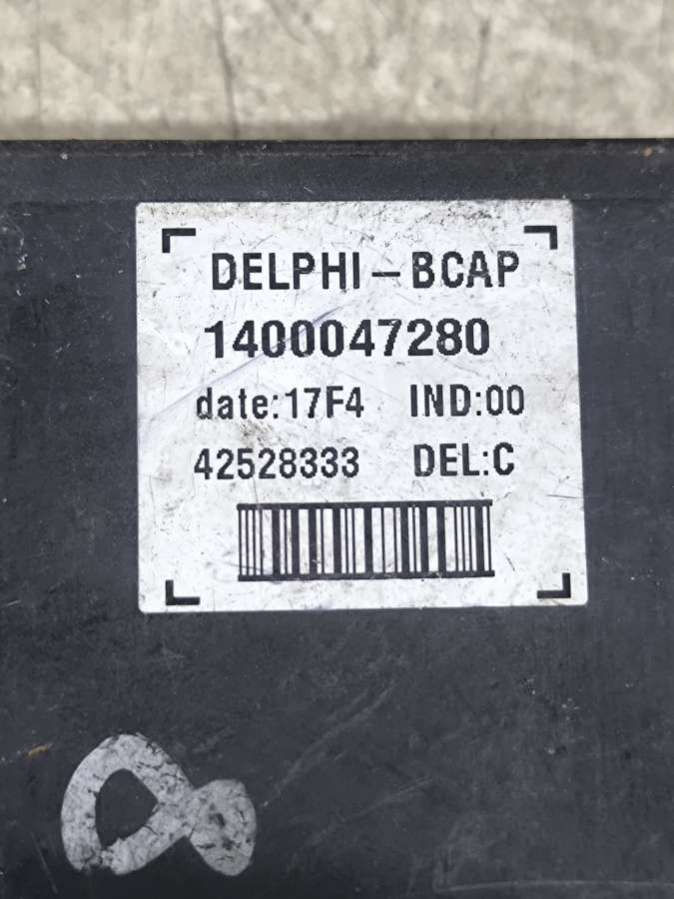 DELPHI-BCAP
1400047280
date:17F4 IND:00
42528333 DEL:C